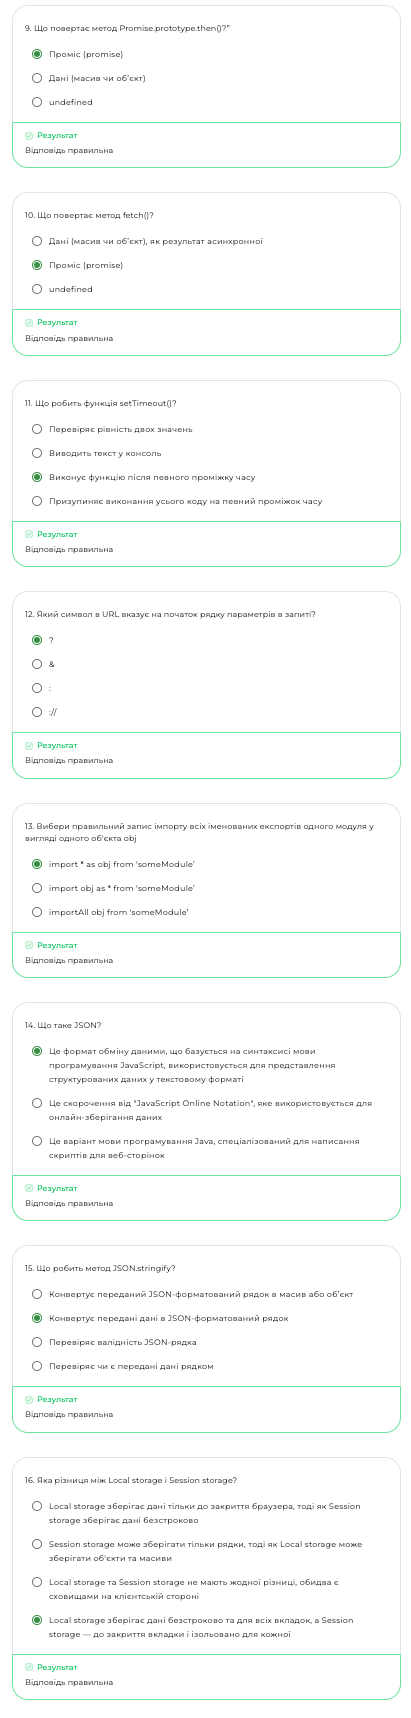 9. Що повертає метод Promise.prototype.then()?"
Проміс (promise)
Дані (масив чи об'єкт)
undefined
Результат
Відповідь правильна
10. Що повертає метод fetch()?
Дані (масив чи об'єкт), як результат асинхронної
Проміс (promise)
undefined
Результат
Відповідь правильна
11. Що робить функція setTimeout()?
Перевіряє рівність двох значень
Виводить текст у консоль
Виконує функцію після певного проміжку часу
Призупиняє виконання усього коду на певний проміжок часу
Результат
Відповідь правильна
12. Який символ в URL вказує на початок рядку параметрів в запиті?
?
&
:
://
Результат
Відповідь правильна
13. Вибери правильний запис імпорту всіх іменованих експортів одного модуля у
вигляді одного об'єкта obj
import * as obj from 'someModule'
import obj as * from 'someModule'
importAll obj from 'someModule'
Результат
Відповідь правильна
14. Що таке JSON?
Це формат обміну даними, що базується на синтаксисі мови
програмування JavaScript, використовується для представлення
структурованих даних у текстовому форматі
Це скорочення від "JavaScript Online Notation", яке використовується для
онлайн-зберігання даних
Це варіант мови програмування Java, спеціалізований для написання
скриптів для веб-сторінок
Результат
Відповідь правильна
15. Що робить метод JSON.stringify?
Конвертує переданий JSON-форматований рядок в масив або об'єкт
Конвертує передані дані в JSON-форматований рядок
Перевіряє валідність JSON-рядка
Перевіряє чи є передані дані рядком
Результат
Відповідь правильна
16. Яка різниця між Local storage і Session storage?
Local storage зберігає дані тільки до закриття браузера, тоді як Session
storage зберігає дані безстроково
Session storage може зберігати тільки рядки, тоді як Local storage може
зберігати об'єкти та масиви
Local storage та Session storage не мають жодної різниці, обидва є
сховищами на клієнтській стороні
Local storage зберігає дані безстроково та для всіх вкладок, а Session
storage — до закриття вкладки і ізольовано для кожної
Результат
Відповідь правильна